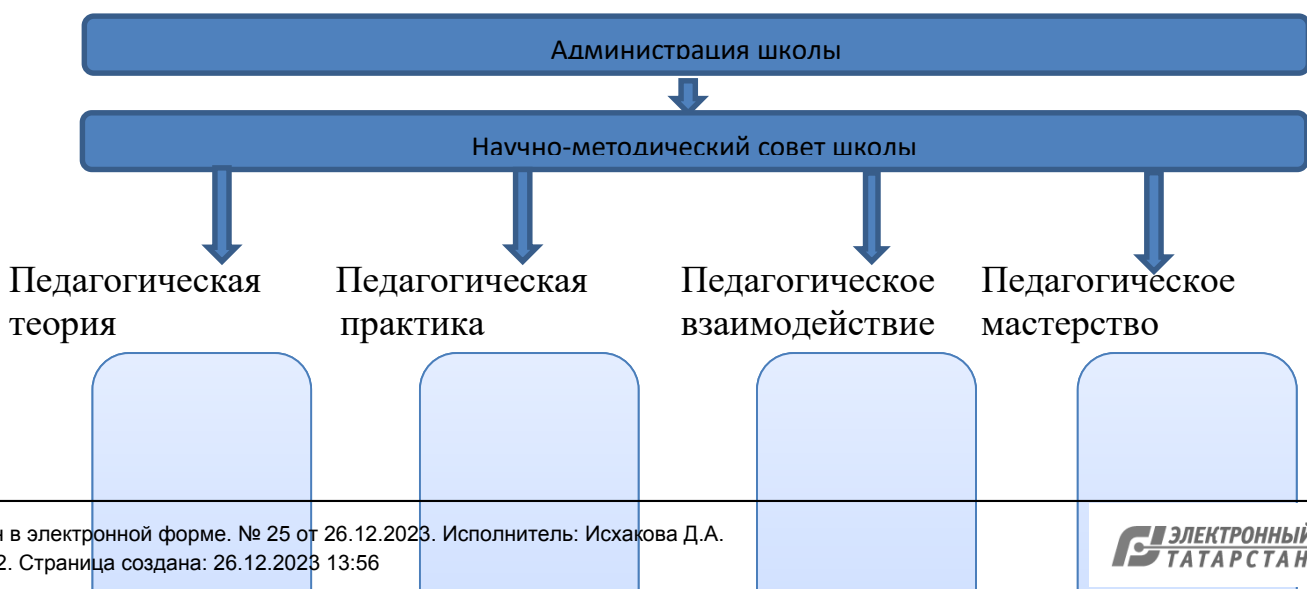 Администрация школы
Научно-методический совет школы
Педагогическая
теория
Педагогическая
практика
Педагогическое
взаимодействие
Педагогическое
мастерство
н в электронной форме. № 25 от 26.12.2023. Исполнитель: Исхакова Д.А.
2. Страница создана: 26.12.2023 13:56
ЭЛЕКТРОННЫЙ
ТАТАРСТАН